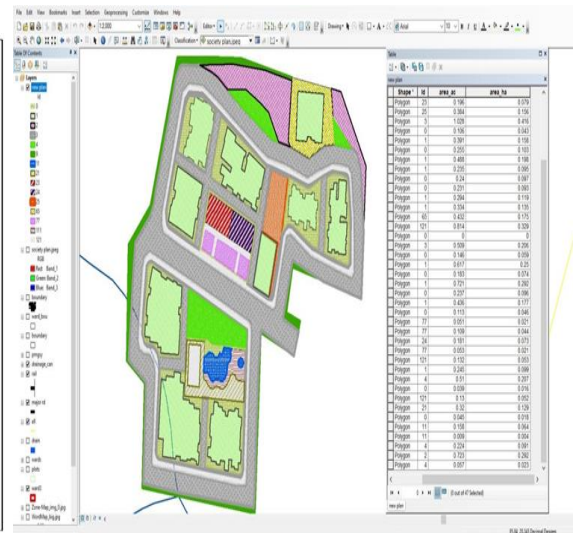 File Edit View Bookmarks Insert Selection Geoprocessing Customize Windows Help
Editor
Drawing
Arial
10
B I U
Classification
society plan.jpeg
Table Of Contents
Layers
new plan
id
society plan.jpeg
RGB
Red: Band_1
Green: Band_2
Blue: Band_3
boundary
boundary
rail
major rd
drain
wards
plots
Table
new plan
Shape * id area_ac area_ha
Polygon 23 0.196 0.079
Polygon 25 0.384 0.156
Polygon 3 1.028 0.416
Polygon 0 0.106 0.043
Polygon 1 0.391 0.158
Polygon 0 0.255 0.103
Polygon 1 0.488 0.198
Polygon 1 0.235 0.095
Polygon 0 0.24 0.097
Polygon 0 0.231 0.093
Polygon 1 0.294 0.119
Polygon 1 0.334 0.135
Polygon 65 0.432 0.175
Polygon 121 0.814 0.329
Polygon 0 0 0
Polygon 3 0.509 0.206
Polygon 0 0.146 0.059
Polygon 1 0.617 0.25
Polygon 0 0.183 0.074
Polygon 1 0.721 0.292
Polygon 0 0.237 0.096
Polygon 1 0.436 0.177
Polygon 0 0.113 0.046
Polygon 77 0.051 0.021
Polygon 77 0.109 0.044
Polygon 24 0.181 0.073
Polygon 77 0.053 0.021
Polygon 121 0.132 0.053
Polygon 1 0.245 0.099
Polygon 4 0.51 0.207
Polygon 0 0.039 0.016
Polygon 121 0.13 0.052
Polygon 21 0.32 0.129
Polygon 0 0.045 0.018
Polygon 11 0.158 0.064
Polygon 11 0.009 0.004
Polygon 4 0.224 0.091
Polygon 2 0.723 0.292
Polygon 4 0.057 0.023
(0 out of 47 Selected)
new plan
Decimal Degrees